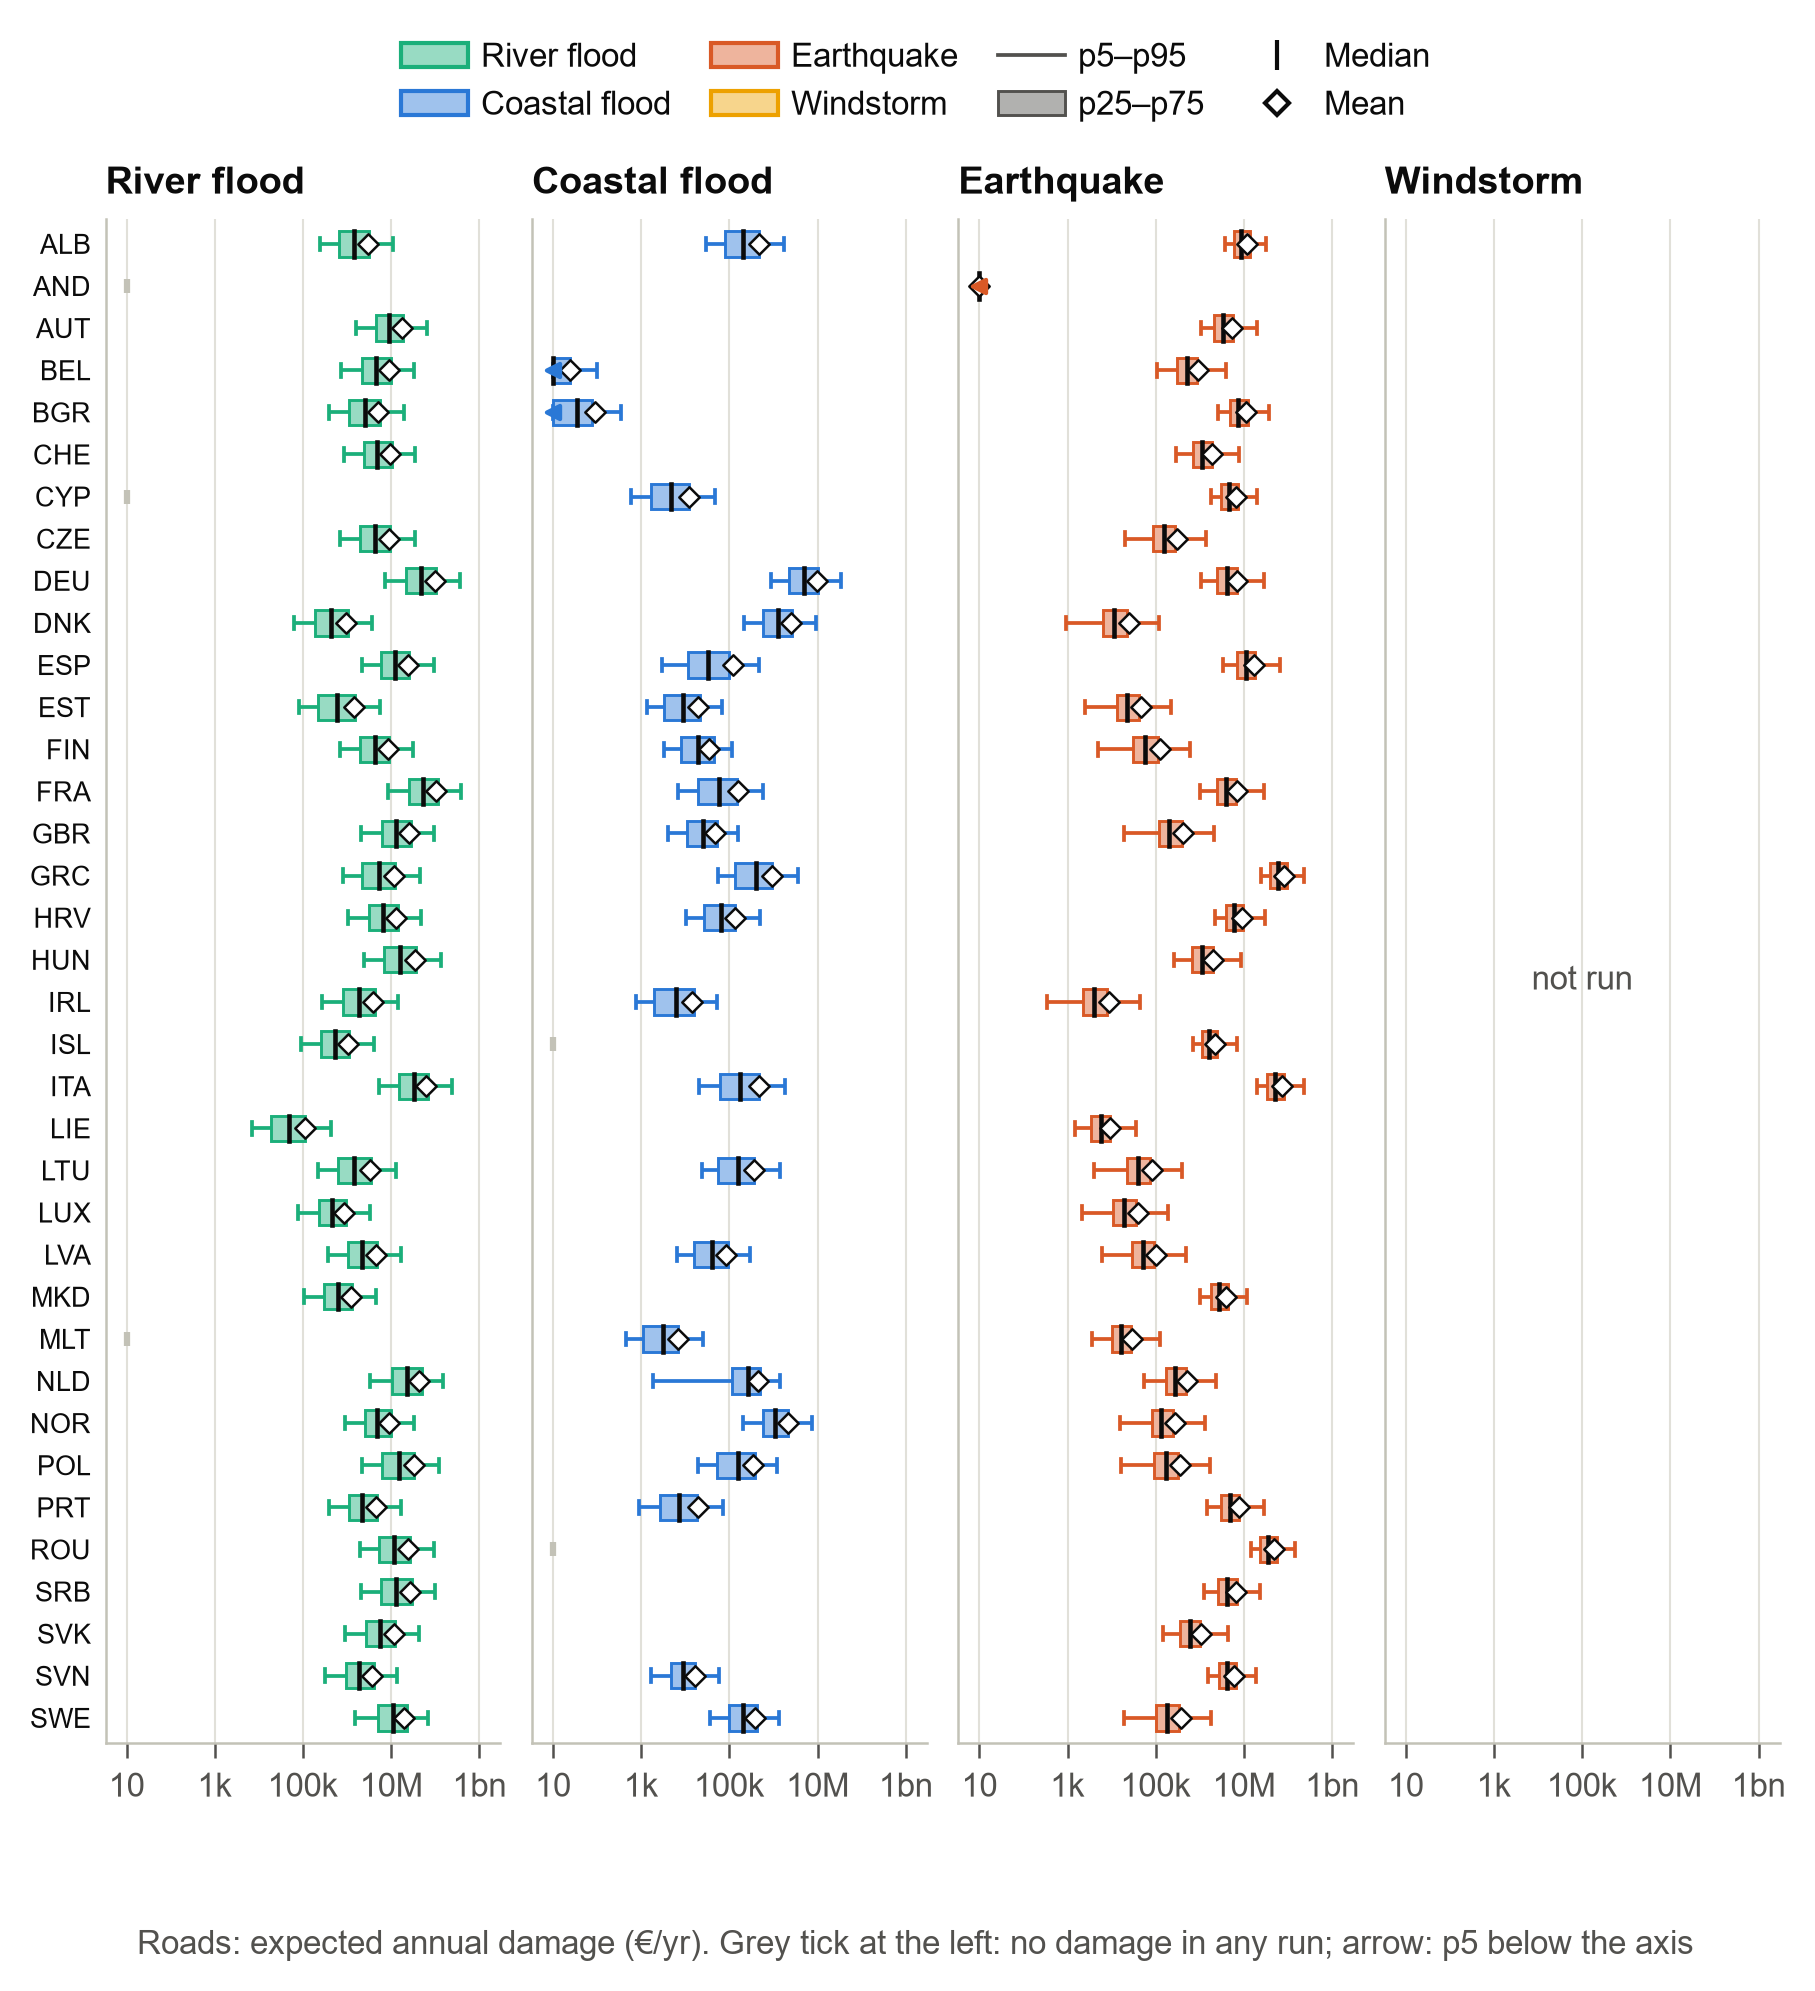 River flood Earthquake p5–p95 Median
Coastal flood Windstorm p25–p75 Mean
River flood Coastal flood Earthquake Windstorm
ALB
AND
AUT
BEL
BGR
CHE
CYP
CZE
DEU
DNK
ESP
EST
FIN
FRA
GBR
GRC
HRV
HUN
not run
IRL
ISL
ITA
LIE
LTU
LUX
LVA
MKD
MLT
NLD
NOR
POL
PRT
ROU
SRB
SVK
SVN
SWE
10 1k 100k 10M 1bn 10 1k 100k 10M 1bn 10 1k 100k 10M 1bn 10 1k 100k 10M 1bn
Roads: expected annual damage (€/yr). Grey tick at the left: no damage in any run; arrow: p5 below the axis